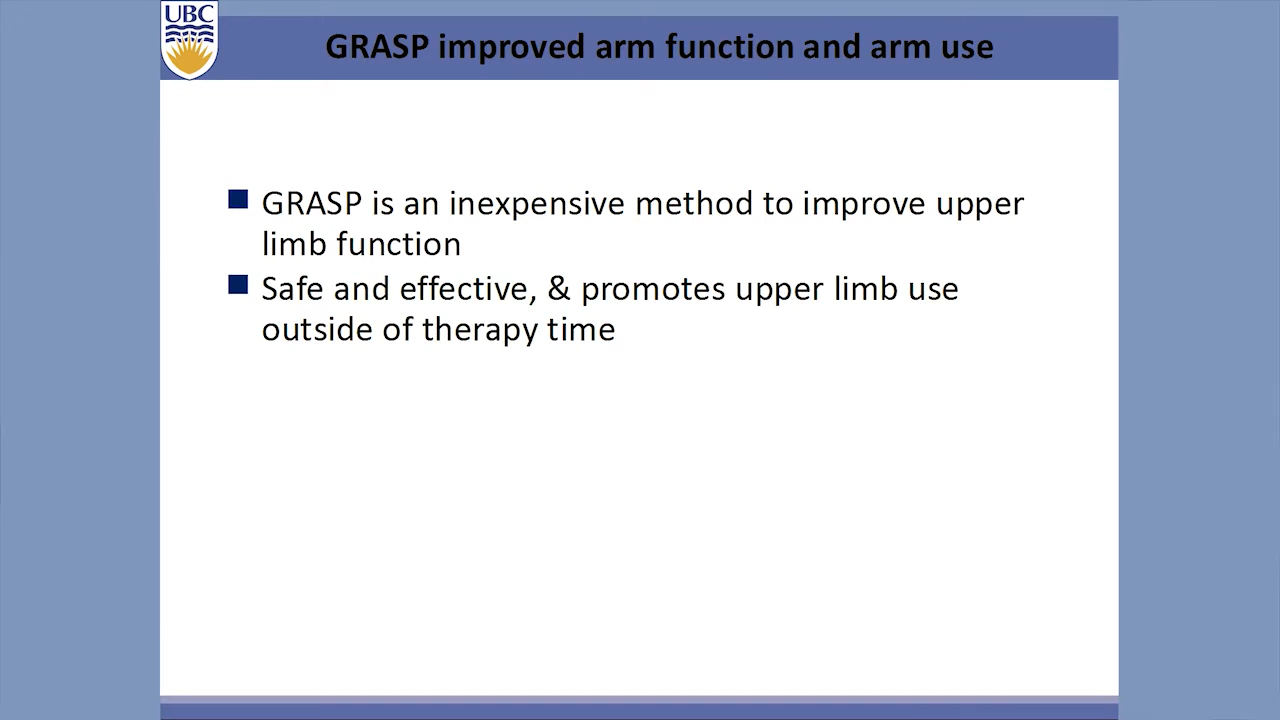 UBC
GRASP improved arm function and arm use
GRASP is an inexpensive method to improve upper
limb function
Safe and effective, & promotes upper limb use
outside of therapy time